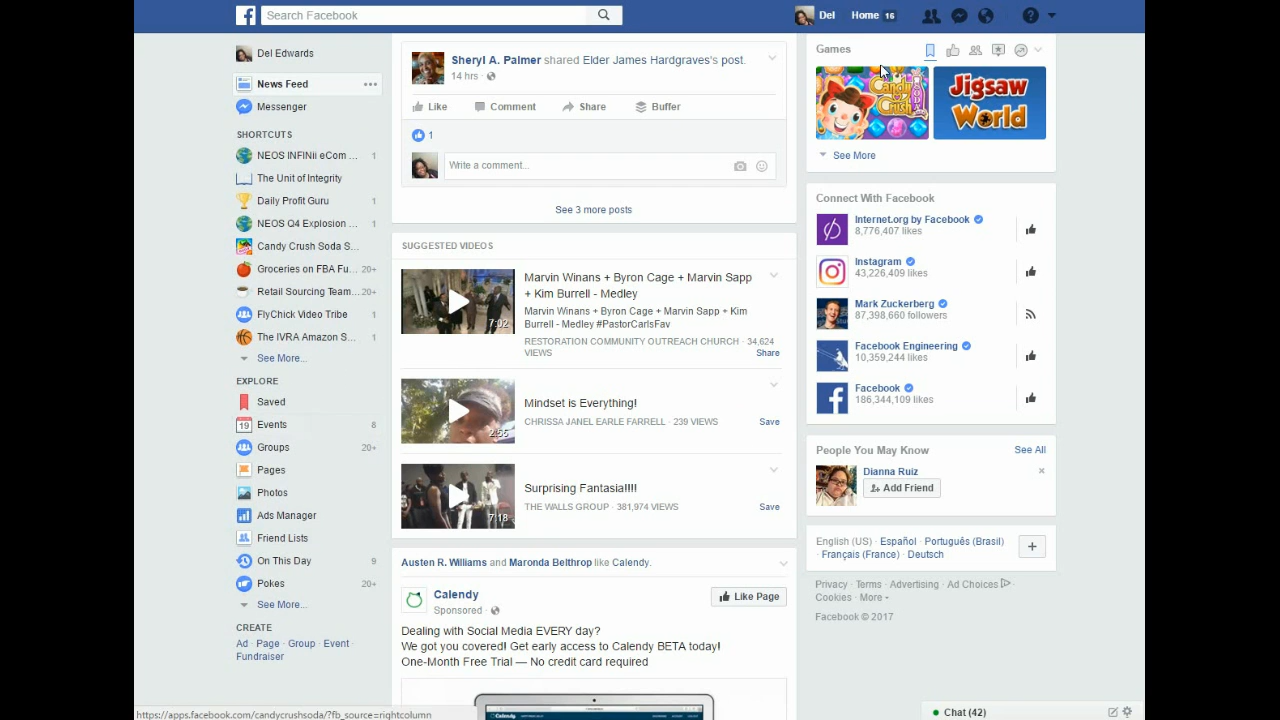 Search Facebook
Del
Home 16
Del Edwards
News Feed
Messenger
SHORTCUTS
NEOS INFINii eCom ... 1
The Unit of Integrity
Daily Profit Guru 1
NEOS Q4 Explosion ... 1
Candy Crush Soda S...
Groceries on FBA Fu... 20+
Retail Sourcing Team... 20+
FlyChick Video Tribe 1
The IVRA Amazon S... 1
See More...
EXPLORE
Saved
19 Events 8
Groups 20+
Pages
Photos
Ads Manager
Friend Lists
On This Day 9
Pokes 20+
See More...
CREATE
Ad · Page · Group · Event ·
Fundraiser
Sheryl A. Palmer shared Elder James Hardgraves's post.
14 hrs ·
Like Comment Share Buffer
1
Write a comment...
See 3 more posts
SUGGESTED VIDEOS
7:02
Marvin Winans + Byron Cage + Marvin Sapp
+ Kim Burrell - Medley
Marvin Winans + Byron Cage + Marvin Sapp + Kim
Burrell - Medley #PastorCarlsFav
RESTORATION COMMUNITY OUTREACH CHURCH · 34,624
VIEWS
Share
2:55
Mindset is Everything!
CHRISSA JANEL EARLE FARRELL · 239 VIEWS
Save
7:18
Surprising Fantasia!!!!
THE WALLS GROUP · 381,974 VIEWS
Save
Austen R. Williams and Maronda Belthrop like Calendy.
Calendy
Sponsored ·
Like Page
Dealing with Social Media EVERY day?
We got you covered! Get early access to Calendy BETA today!
One-Month Free Trial — No credit card required
Calendy
Games
Candy
Crush
SODA
Jigsaw
World
See More
Connect With Facebook
Internet.org by Facebook
8,776,407 likes
Instagram
43,226,409 likes
Mark Zuckerberg
87,398,660 followers
Facebook Engineering
10,359,244 likes
Facebook
186,344,109 likes
People You May Know See All
Dianna Ruiz
Add Friend
English (US) · Español · Português (Brasil)
· Français (France) · Deutsch
Privacy · Terms · Advertising · Ad Choices ·
Cookies · More
Facebook © 2017
Chat (42)
https://apps.facebook.com/candycrushsoda/?fb_source=rightcolumn